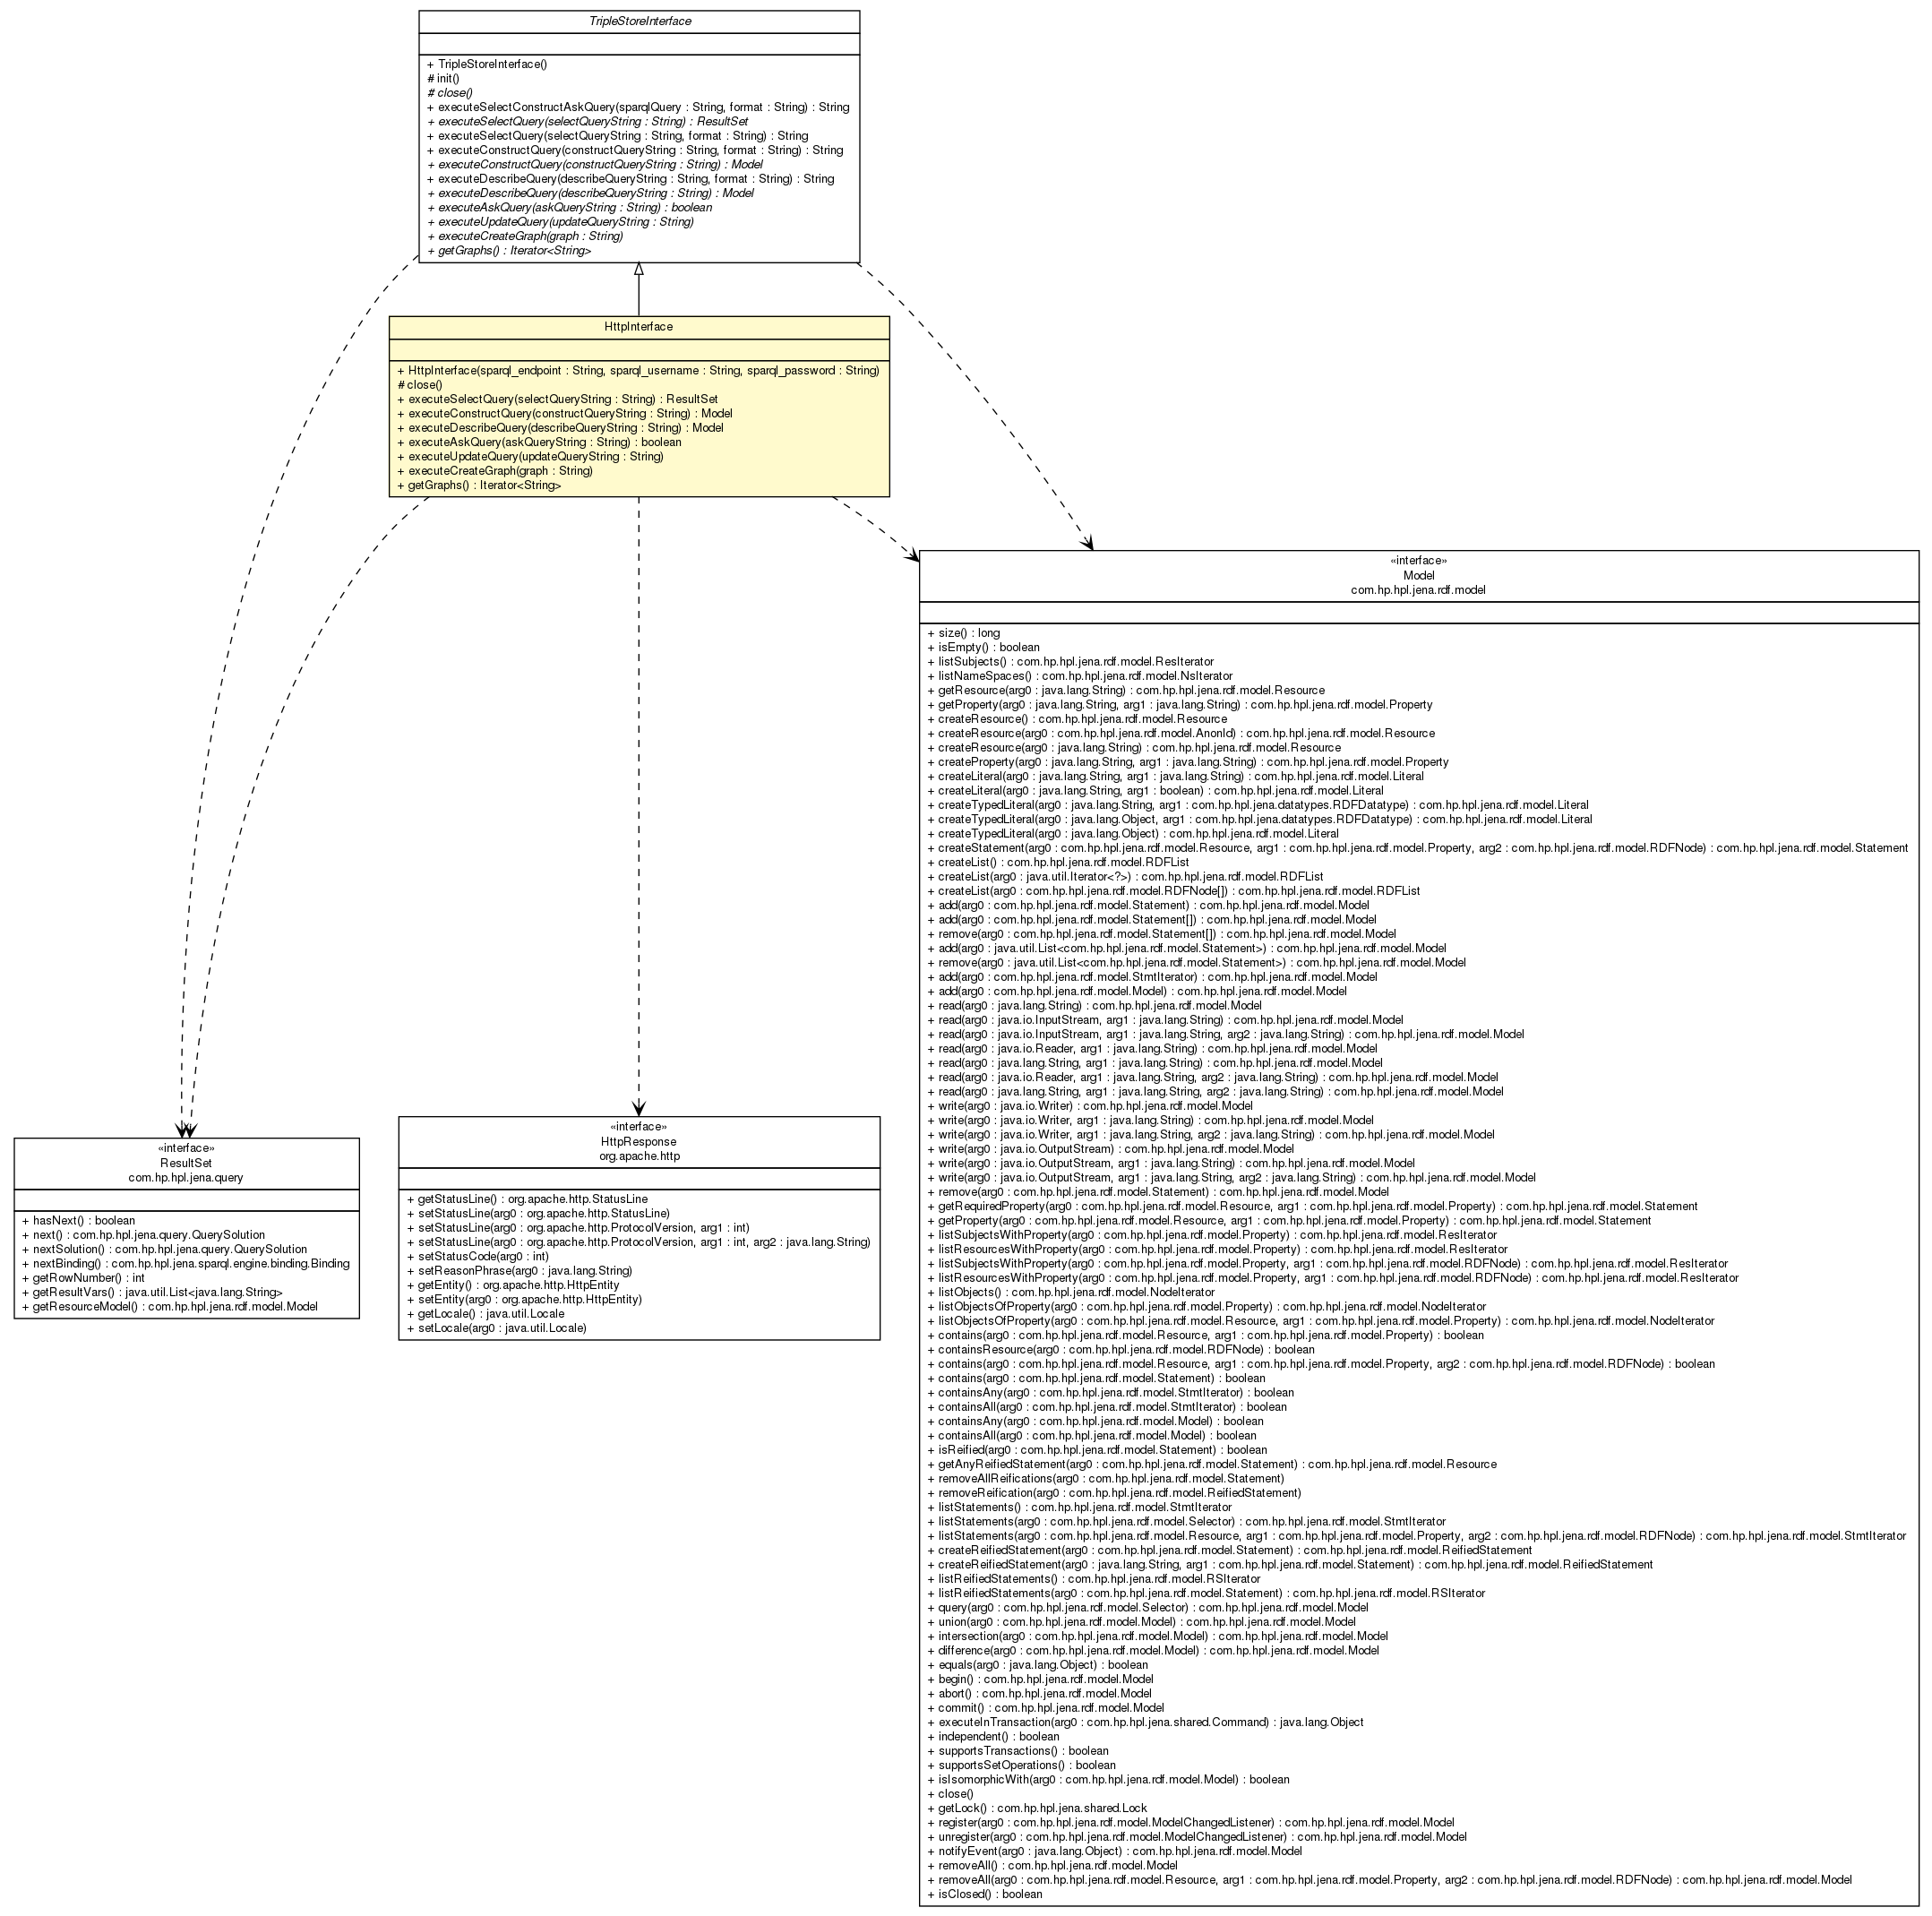 TripleStoreInterface
+ TripleStoreInterface()
# init()
# close()
+ executeSelectConstructAskQuery(sparqlQuery : String, format : String) : String
+ executeSelectQuery(selectQueryString : String) : ResultSet
+ executeSelectQuery(selectQueryString : String, format : String) : String
+ executeConstructQuery(constructQueryString : String, format : String) : String
+ executeConstructQuery(constructQueryString : String) : Model
+ executeDescribeQuery(describeQueryString : String, format : String) : String
+ executeDescribeQuery(describeQueryString : String) : Model
+ executeAskQuery(askQueryString : String) : boolean
+ executeUpdateQuery(updateQueryString : String)
+ executeCreateGraph(graph : String)
+ getGraphs() : Iterator<String>
HttpInterface
+ HttpInterface(sparql_endpoint : String, sparql_username : String, sparql_password : String)
# close()
+ executeSelectQuery(selectQueryString : String) : ResultSet
+ executeConstructQuery(constructQueryString : String) : Model
+ executeDescribeQuery(describeQueryString : String) : Model
+ executeAskQuery(askQueryString : String) : boolean
+ executeUpdateQuery(updateQueryString : String)
+ executeCreateGraph(graph : String)
+ getGraphs() : Iterator<String>
«interface»
Model
com.hp.hpl.jena.rdf.model
+ size() : long
+ isEmpty() : boolean
+ listSubjects() : com.hp.hpl.jena.rdf.model.ResIterator
+ listNameSpaces() : com.hp.hpl.jena.rdf.model.NsIterator
+ getResource(arg0 : java.lang.String) : com.hp.hpl.jena.rdf.model.Resource
+ getProperty(arg0 : java.lang.String, arg1 : java.lang.String) : com.hp.hpl.jena.rdf.model.Property
+ createResource() : com.hp.hpl.jena.rdf.model.Resource
+ createResource(arg0 : com.hp.hpl.jena.rdf.model.AnonId) : com.hp.hpl.jena.rdf.model.Resource
+ createResource(arg0 : java.lang.String) : com.hp.hpl.jena.rdf.model.Resource
+ createProperty(arg0 : java.lang.String, arg1 : java.lang.String) : com.hp.hpl.jena.rdf.model.Property
+ createLiteral(arg0 : java.lang.String, arg1 : java.lang.String) : com.hp.hpl.jena.rdf.model.Literal
+ createLiteral(arg0 : java.lang.String, arg1 : boolean) : com.hp.hpl.jena.rdf.model.Literal
+ createTypedLiteral(arg0 : java.lang.String, arg1 : com.hp.hpl.jena.datatypes.RDFDatatype) : com.hp.hpl.jena.rdf.model.Literal
+ createTypedLiteral(arg0 : java.lang.Object, arg1 : com.hp.hpl.jena.datatypes.RDFDatatype) : com.hp.hpl.jena.rdf.model.Literal
+ createTypedLiteral(arg0 : java.lang.Object) : com.hp.hpl.jena.rdf.model.Literal
+ createStatement(arg0 : com.hp.hpl.jena.rdf.model.Resource, arg1 : com.hp.hpl.jena.rdf.model.Property, arg2 : com.hp.hpl.jena.rdf.model.RDFNode) : com.hp.hpl.jena.rdf.model.Statement
+ createList() : com.hp.hpl.jena.rdf.model.RDFList
+ createList(arg0 : java.util.Iterator<?>) : com.hp.hpl.jena.rdf.model.RDFList
+ createList(arg0 : com.hp.hpl.jena.rdf.model.RDFNode[]) : com.hp.hpl.jena.rdf.model.RDFList
+ add(arg0 : com.hp.hpl.jena.rdf.model.Statement) : com.hp.hpl.jena.rdf.model.Model
+ add(arg0 : com.hp.hpl.jena.rdf.model.Statement[]) : com.hp.hpl.jena.rdf.model.Model
+ remove(arg0 : com.hp.hpl.jena.rdf.model.Statement[]) : com.hp.hpl.jena.rdf.model.Model
+ add(arg0 : java.util.List<com.hp.hpl.jena.rdf.model.Statement>) : com.hp.hpl.jena.rdf.model.Model
+ remove(arg0 : java.util.List<com.hp.hpl.jena.rdf.model.Statement>) : com.hp.hpl.jena.rdf.model.Model
+ add(arg0 : com.hp.hpl.jena.rdf.model.StmtIterator) : com.hp.hpl.jena.rdf.model.Model
+ add(arg0 : com.hp.hpl.jena.rdf.model.Model) : com.hp.hpl.jena.rdf.model.Model
+ read(arg0 : java.lang.String) : com.hp.hpl.jena.rdf.model.Model
+ read(arg0 : java.io.InputStream, arg1 : java.lang.String) : com.hp.hpl.jena.rdf.model.Model
+ read(arg0 : java.io.InputStream, arg1 : java.lang.String, arg2 : java.lang.String) : com.hp.hpl.jena.rdf.model.Model
+ read(arg0 : java.io.Reader, arg1 : java.lang.String) : com.hp.hpl.jena.rdf.model.Model
+ read(arg0 : java.lang.String, arg1 : java.lang.String) : com.hp.hpl.jena.rdf.model.Model
+ read(arg0 : java.io.Reader, arg1 : java.lang.String, arg2 : java.lang.String) : com.hp.hpl.jena.rdf.model.Model
+ read(arg0 : java.lang.String, arg1 : java.lang.String, arg2 : java.lang.String) : com.hp.hpl.jena.rdf.model.Model
+ write(arg0 : java.io.Writer) : com.hp.hpl.jena.rdf.model.Model
+ write(arg0 : java.io.Writer, arg1 : java.lang.String) : com.hp.hpl.jena.rdf.model.Model
+ write(arg0 : java.io.Writer, arg1 : java.lang.String, arg2 : java.lang.String) : com.hp.hpl.jena.rdf.model.Model
+ write(arg0 : java.io.OutputStream) : com.hp.hpl.jena.rdf.model.Model
+ write(arg0 : java.io.OutputStream, arg1 : java.lang.String) : com.hp.hpl.jena.rdf.model.Model
+ write(arg0 : java.io.OutputStream, arg1 : java.lang.String, arg2 : java.lang.String) : com.hp.hpl.jena.rdf.model.Model
+ remove(arg0 : com.hp.hpl.jena.rdf.model.Statement) : com.hp.hpl.jena.rdf.model.Model
+ getRequiredProperty(arg0 : com.hp.hpl.jena.rdf.model.Resource, arg1 : com.hp.hpl.jena.rdf.model.Property) : com.hp.hpl.jena.rdf.model.Statement
+ getProperty(arg0 : com.hp.hpl.jena.rdf.model.Resource, arg1 : com.hp.hpl.jena.rdf.model.Property) : com.hp.hpl.jena.rdf.model.Statement
+ listSubjectsWithProperty(arg0 : com.hp.hpl.jena.rdf.model.Property) : com.hp.hpl.jena.rdf.model.ResIterator
+ listResourcesWithProperty(arg0 : com.hp.hpl.jena.rdf.model.Property) : com.hp.hpl.jena.rdf.model.ResIterator
+ listSubjectsWithProperty(arg0 : com.hp.hpl.jena.rdf.model.Property, arg1 : com.hp.hpl.jena.rdf.model.RDFNode) : com.hp.hpl.jena.rdf.model.ResIterator
+ listResourcesWithProperty(arg0 : com.hp.hpl.jena.rdf.model.Property, arg1 : com.hp.hpl.jena.rdf.model.RDFNode) : com.hp.hpl.jena.rdf.model.ResIterator
+ listObjects() : com.hp.hpl.jena.rdf.model.NodeIterator
+ listObjectsOfProperty(arg0 : com.hp.hpl.jena.rdf.model.Property) : com.hp.hpl.jena.rdf.model.NodeIterator
+ listObjectsOfProperty(arg0 : com.hp.hpl.jena.rdf.model.Resource, arg1 : com.hp.hpl.jena.rdf.model.Property) : com.hp.hpl.jena.rdf.model.NodeIterator
+ contains(arg0 : com.hp.hpl.jena.rdf.model.Resource, arg1 : com.hp.hpl.jena.rdf.model.Property) : boolean
+ containsResource(arg0 : com.hp.hpl.jena.rdf.model.RDFNode) : boolean
+ contains(arg0 : com.hp.hpl.jena.rdf.model.Resource, arg1 : com.hp.hpl.jena.rdf.model.Property, arg2 : com.hp.hpl.jena.rdf.model.RDFNode) : boolean
+ contains(arg0 : com.hp.hpl.jena.rdf.model.Statement) : boolean
+ containsAny(arg0 : com.hp.hpl.jena.rdf.model.StmtIterator) : boolean
+ containsAll(arg0 : com.hp.hpl.jena.rdf.model.StmtIterator) : boolean
+ containsAny(arg0 : com.hp.hpl.jena.rdf.model.Model) : boolean
+ containsAll(arg0 : com.hp.hpl.jena.rdf.model.Model) : boolean
+ isReified(arg0 : com.hp.hpl.jena.rdf.model.Statement) : boolean
+ getAnyReifiedStatement(arg0 : com.hp.hpl.jena.rdf.model.Statement) : com.hp.hpl.jena.rdf.model.Resource
+ removeAllReifications(arg0 : com.hp.hpl.jena.rdf.model.Statement)
+ removeReification(arg0 : com.hp.hpl.jena.rdf.model.ReifiedStatement)
+ listStatements() : com.hp.hpl.jena.rdf.model.StmtIterator
+ listStatements(arg0 : com.hp.hpl.jena.rdf.model.Selector) : com.hp.hpl.jena.rdf.model.StmtIterator
+ listStatements(arg0 : com.hp.hpl.jena.rdf.model.Resource, arg1 : com.hp.hpl.jena.rdf.model.Property, arg2 : com.hp.hpl.jena.rdf.model.RDFNode) : com.hp.hpl.jena.rdf.model.StmtIterator
+ createReifiedStatement(arg0 : com.hp.hpl.jena.rdf.model.Statement) : com.hp.hpl.jena.rdf.model.ReifiedStatement
+ createReifiedStatement(arg0 : java.lang.String, arg1 : com.hp.hpl.jena.rdf.model.Statement) : com.hp.hpl.jena.rdf.model.ReifiedStatement
+ listReifiedStatements() : com.hp.hpl.jena.rdf.model.RSIterator
+ listReifiedStatements(arg0 : com.hp.hpl.jena.rdf.model.Statement) : com.hp.hpl.jena.rdf.model.RSIterator
+ query(arg0 : com.hp.hpl.jena.rdf.model.Selector) : com.hp.hpl.jena.rdf.model.Model
+ union(arg0 : com.hp.hpl.jena.rdf.model.Model) : com.hp.hpl.jena.rdf.model.Model
+ intersection(arg0 : com.hp.hpl.jena.rdf.model.Model) : com.hp.hpl.jena.rdf.model.Model
+ difference(arg0 : com.hp.hpl.jena.rdf.model.Model) : com.hp.hpl.jena.rdf.model.Model
+ equals(arg0 : java.lang.Object) : boolean
+ begin() : com.hp.hpl.jena.rdf.model.Model
+ abort() : com.hp.hpl.jena.rdf.model.Model
+ commit() : com.hp.hpl.jena.rdf.model.Model
+ executeInTransaction(arg0 : com.hp.hpl.jena.shared.Command) : java.lang.Object
+ independent() : boolean
+ supportsTransactions() : boolean
+ supportsSetOperations() : boolean
+ isIsomorphicWith(arg0 : com.hp.hpl.jena.rdf.model.Model) : boolean
+ close()
+ getLock() : com.hp.hpl.jena.shared.Lock
+ register(arg0 : com.hp.hpl.jena.rdf.model.ModelChangedListener) : com.hp.hpl.jena.rdf.model.Model
+ unregister(arg0 : com.hp.hpl.jena.rdf.model.ModelChangedListener) : com.hp.hpl.jena.rdf.model.Model
+ notifyEvent(arg0 : java.lang.Object) : com.hp.hpl.jena.rdf.model.Model
+ removeAll() : com.hp.hpl.jena.rdf.model.Model
+ removeAll(arg0 : com.hp.hpl.jena.rdf.model.Resource, arg1 : com.hp.hpl.jena.rdf.model.Property, arg2 : com.hp.hpl.jena.rdf.model.RDFNode) : com.hp.hpl.jena.rdf.model.Model
+ isClosed() : boolean
«interface»
ResultSet
com.hp.hpl.jena.query
+ hasNext() : boolean
+ next() : com.hp.hpl.jena.query.QuerySolution
+ nextSolution() : com.hp.hpl.jena.query.QuerySolution
+ nextBinding() : com.hp.hpl.jena.sparql.engine.binding.Binding
+ getRowNumber() : int
+ getResultVars() : java.util.List<java.lang.String>
+ getResourceModel() : com.hp.hpl.jena.rdf.model.Model
«interface»
HttpResponse
org.apache.http
+ getStatusLine() : org.apache.http.StatusLine
+ setStatusLine(arg0 : org.apache.http.StatusLine)
+ setStatusLine(arg0 : org.apache.http.ProtocolVersion, arg1 : int)
+ setStatusLine(arg0 : org.apache.http.ProtocolVersion, arg1 : int, arg2 : java.lang.String)
+ setStatusCode(arg0 : int)
+ setReasonPhrase(arg0 : java.lang.String)
+ getEntity() : org.apache.http.HttpEntity
+ setEntity(arg0 : org.apache.http.HttpEntity)
+ getLocale() : java.util.Locale
+ setLocale(arg0 : java.util.Locale)